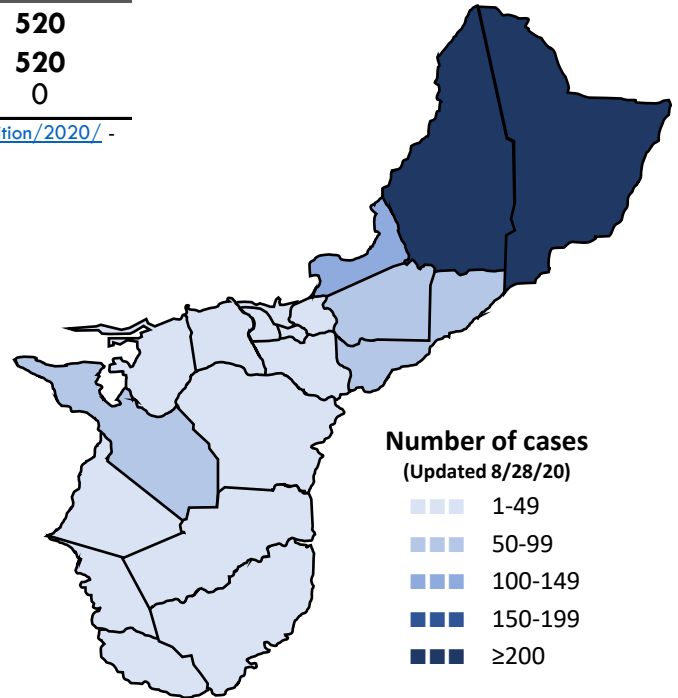 520
520
0
ition/2020/ -
Number of cases
(Updated 8/28/20)
1-49
50-99
100-149
150-199
≥200